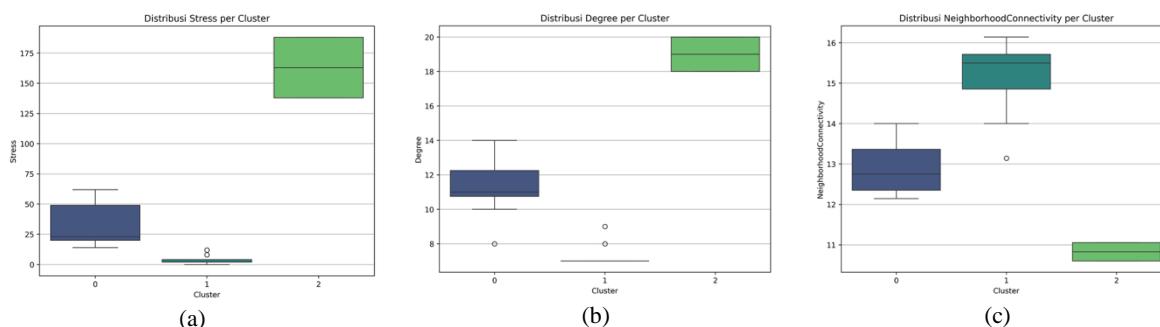 Distribusi Stress per Cluster
175
150
125
100
75
50
25
0
Stress
0 1 2
Cluster
(a)
Distribusi Degree per Cluster
20
18
16
14
12
10
8
Degree
0 1 2
Cluster
(b)
Distribusi NeighborhoodConnectivity per Cluster
16
15
14
13
12
11
NeighborhoodConnectivity
0 1 2
Cluster
(c)